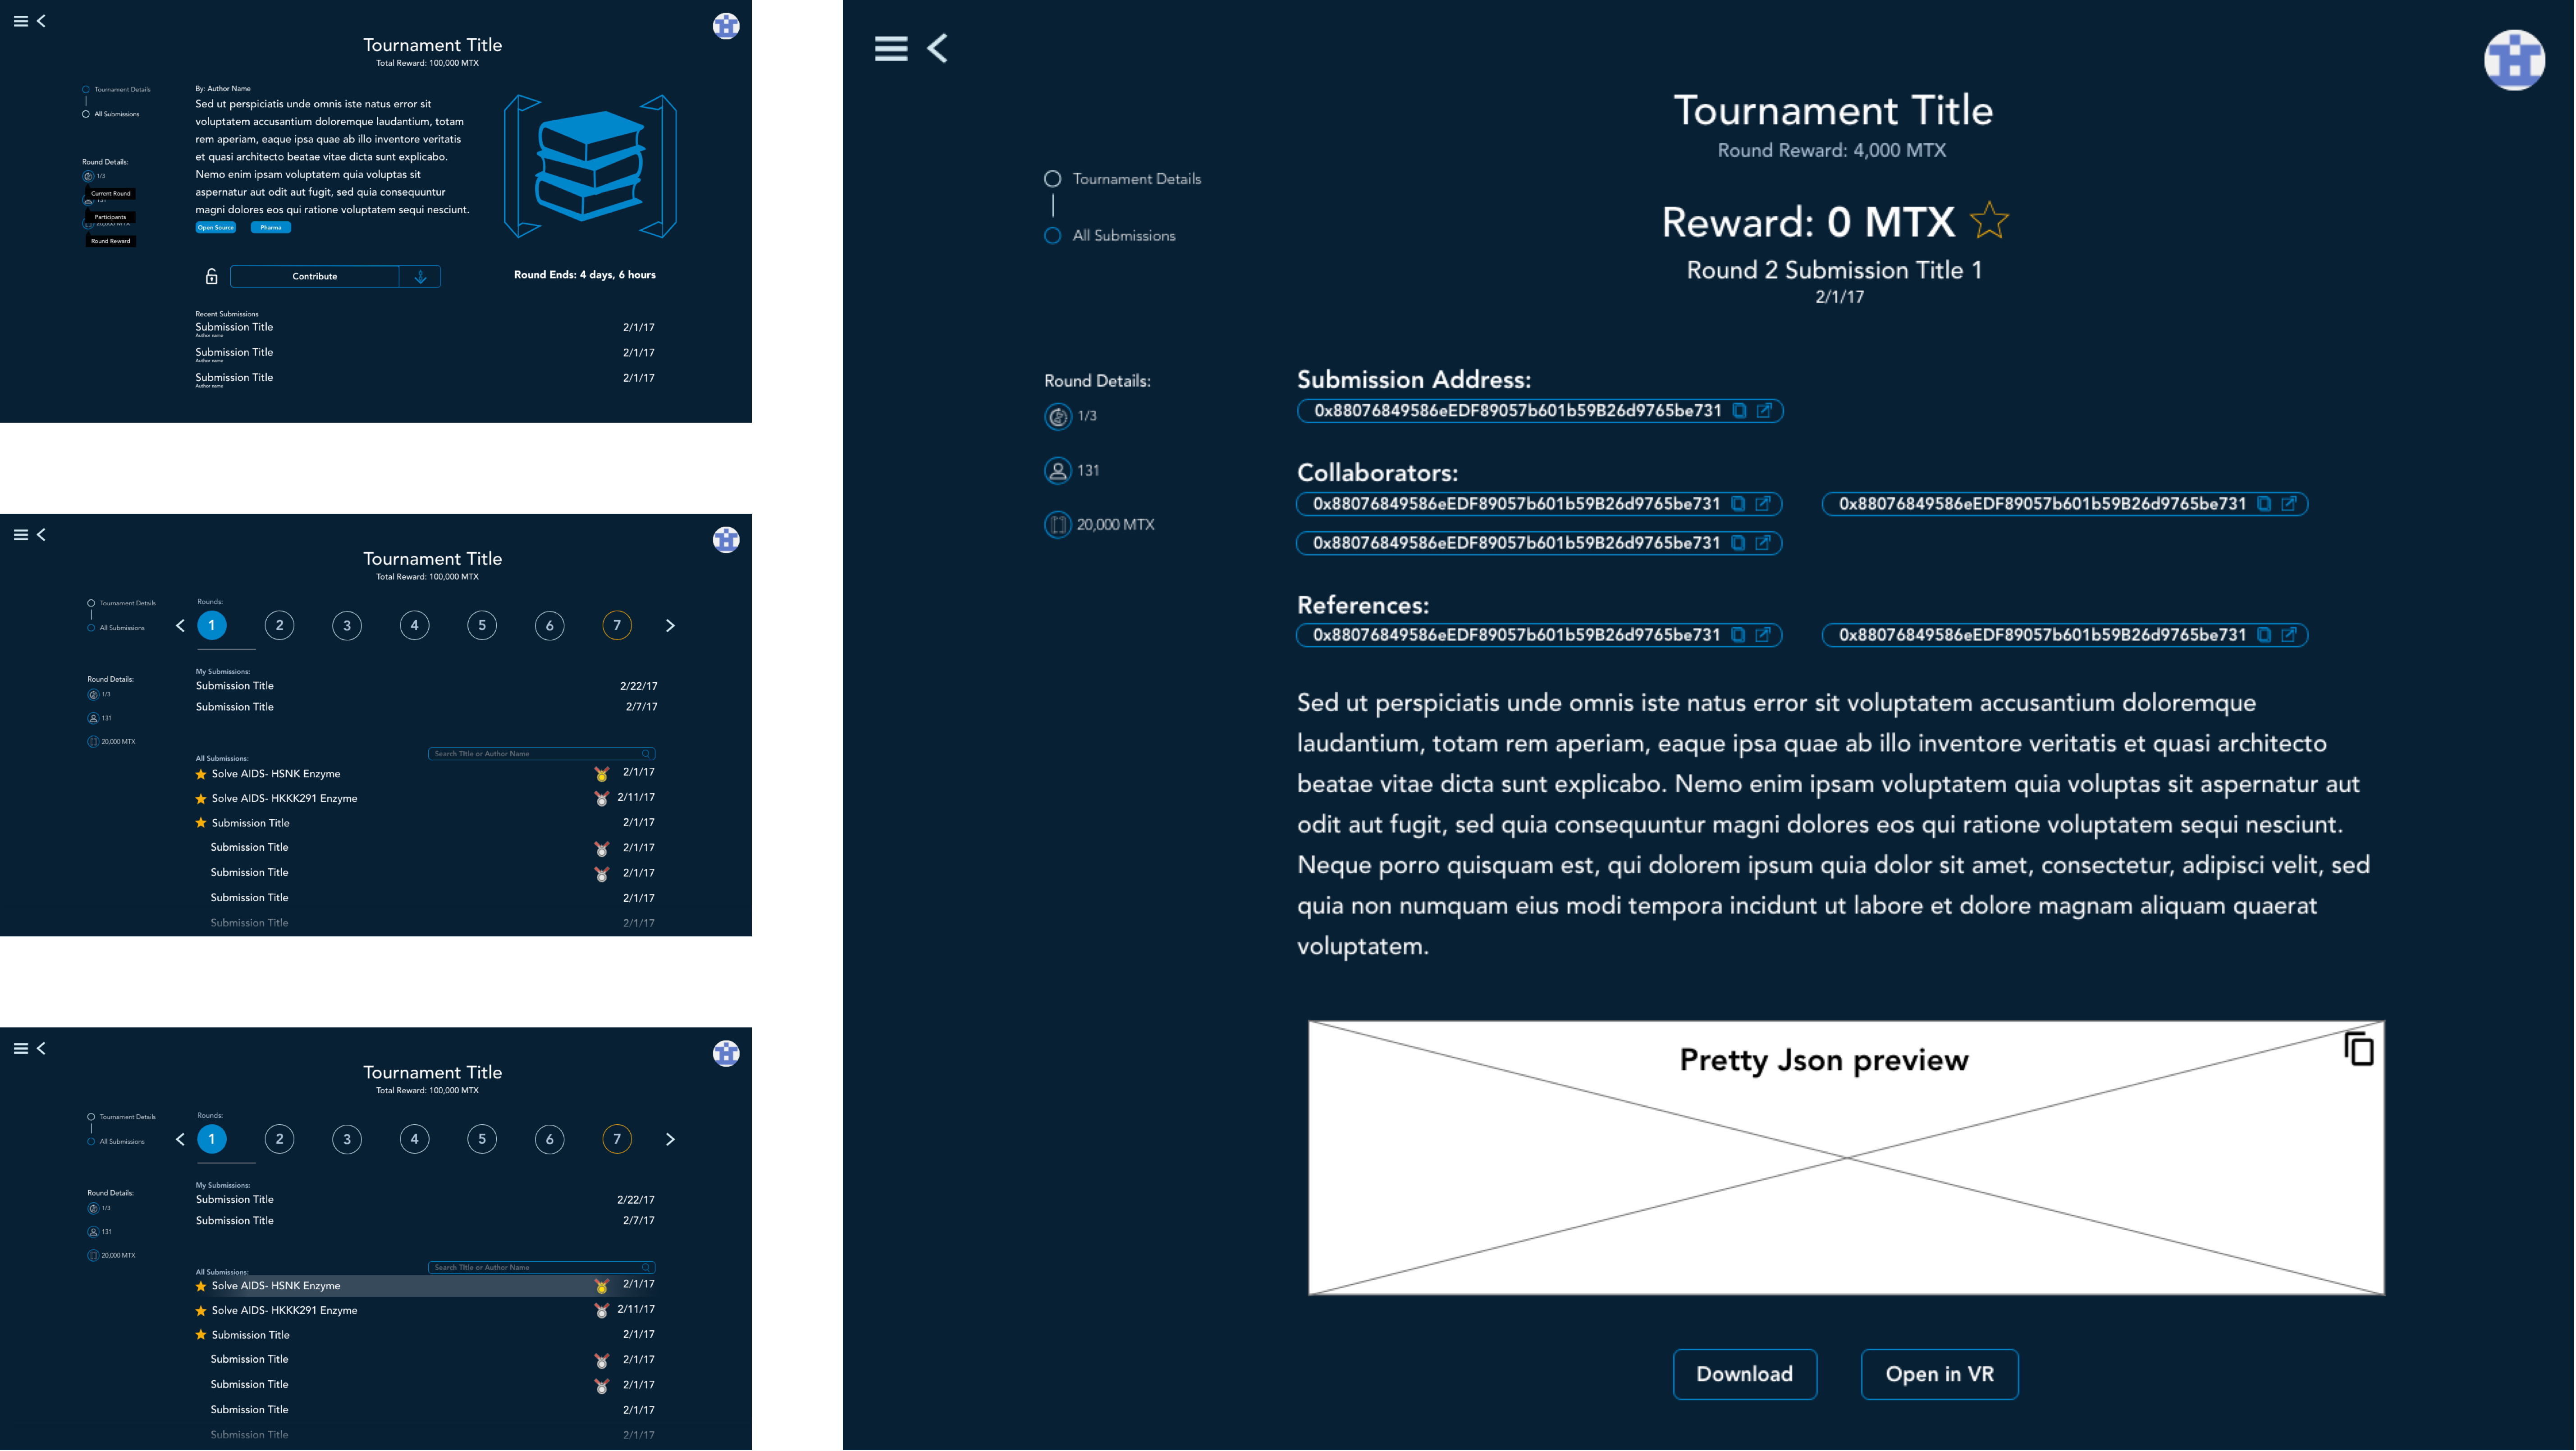 Tournament Title
Total Reward: 100,000 MTX
Tournament Details
All Submissions
Round Details:
1/3
Current Round
131
Participants
20,000 MTX
Round Reward
By: Author Name
Sed ut perspiciatis unde omnis iste natus error sit
voluptatem accusantium doloremque laudantium, totam
rem aperiam, eaque ipsa quae ab illo inventore veritatis
et quasi architecto beatae vitae dicta sunt explicabo.
Nemo enim ipsam voluptatem quia voluptas sit
aspernatur aut odit aut fugit, sed quia consequuntur
magni dolores eos qui ratione voluptatem sequi nesciunt.
Open Source Pharma
Contribute
Round Ends: 4 days, 6 hours
Recent Submissions
Submission Title 2/1/17
Author name
Submission Title 2/1/17
Author name
Submission Title 2/1/17
Author name
Tournament Title
Total Reward: 100,000 MTX
Tournament Details
All Submissions
Round Details:
1/3
131
20,000 MTX
Rounds:
1 2 3 4 5 6 7
My Submissions:
Submission Title 2/22/17
Submission Title 2/7/17
Search Title or Author Name
All Submissions:
Solve AIDS- HSNK Enzyme 2/1/17
Solve AIDS- HKKK291 Enzyme 2/11/17
Submission Title 2/1/17
Submission Title 2/1/17
Submission Title 2/1/17
Submission Title 2/1/17
Submission Title 2/1/17
Tournament Title
Total Reward: 100,000 MTX
Tournament Details
All Submissions
Round Details:
1/3
131
20,000 MTX
Rounds:
1 2 3 4 5 6 7
My Submissions:
Submission Title 2/22/17
Submission Title 2/7/17
Search Title or Author Name
All Submissions:
Solve AIDS- HSNK Enzyme 2/1/17
Solve AIDS- HKKK291 Enzyme 2/11/17
Submission Title 2/1/17
Submission Title 2/1/17
Submission Title 2/1/17
Submission Title 2/1/17
Submission Title 2/1/17
Tournament Title
Round Reward: 4,000 MTX
Reward: 0 MTX
Round 2 Submission Title 1
2/1/17
Tournament Details
All Submissions
Round Details:
1/3
131
20,000 MTX
Submission Address:
0x88076849586eEDF89057b601b59B26d9765be731
Collaborators:
0x88076849586eEDF89057b601b59B26d9765be731 0x88076849586eEDF89057b601b59B26d9765be731
0x88076849586eEDF89057b601b59B26d9765be731
References:
0x88076849586eEDF89057b601b59B26d9765be731 0x88076849586eEDF89057b601b59B26d9765be731
Sed ut perspiciatis unde omnis iste natus error sit voluptatem accusantium doloremque
laudantium, totam rem aperiam, eaque ipsa quae ab illo inventore veritatis et quasi architecto
beatae vitae dicta sunt explicabo. Nemo enim ipsam voluptatem quia voluptas sit aspernatur aut
odit aut fugit, sed quia consequuntur magni dolores eos qui ratione voluptatem sequi nesciunt.
Neque porro quisquam est, qui dolorem ipsum quia dolor sit amet, consectetur, adipisci velit, sed
quia non numquam eius modi tempora incidunt ut labore et dolore magnam aliquam quaerat
voluptatem.
Pretty Json preview
Download Open in VR